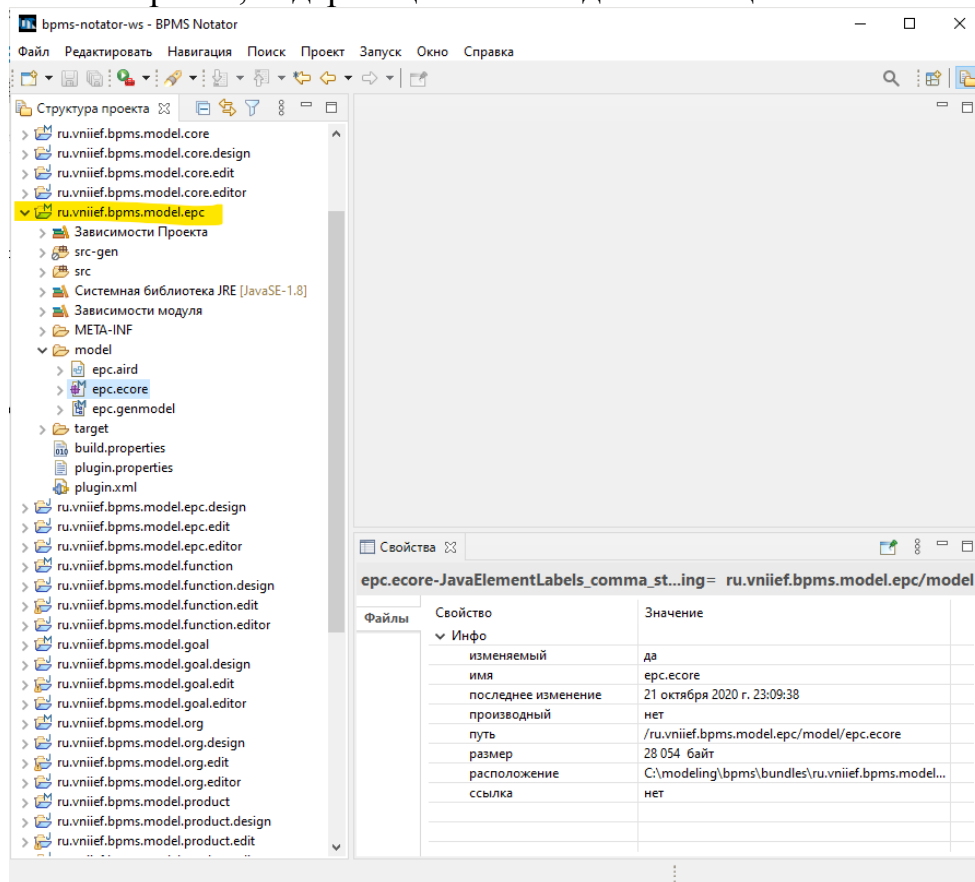 bpms-notator-ws - BPMS Notator
Файл Редактировать Навигация Поиск Проект Запуск Окно Справка
Структура проекта
ru.vniief.bpms.model.core
ru.vniief.bpms.model.core.design
ru.vniief.bpms.model.core.edit
ru.vniief.bpms.model.core.editor
ru.vniief.bpms.model.epc
Зависимости Проекта
src-gen
src
Системная библиотека JRE [JavaSE-1.8]
Зависимости модуля
META-INF
model
epc.aird
epc.ecore
epc.genmodel
target
build.properties
plugin.properties
plugin.xml
ru.vniief.bpms.model.epc.design
ru.vniief.bpms.model.epc.edit
ru.vniief.bpms.model.epc.editor
ru.vniief.bpms.model.function
ru.vniief.bpms.model.function.design
ru.vniief.bpms.model.function.edit
ru.vniief.bpms.model.function.editor
ru.vniief.bpms.model.goal
ru.vniief.bpms.model.goal.design
ru.vniief.bpms.model.goal.edit
ru.vniief.bpms.model.goal.editor
ru.vniief.bpms.model.org
ru.vniief.bpms.model.org.design
ru.vniief.bpms.model.org.edit
ru.vniief.bpms.model.org.editor
ru.vniief.bpms.model.product
ru.vniief.bpms.model.product.design
ru.vniief.bpms.model.product.edit
Свойства
epc.ecore-JavaElementLabels_comma_st...ing= ru.vniief.bpms.model.epc/model
Файлы
Свойство Значение
Инфо
изменяемый да
имя epc.ecore
последнее изменение 21 октября 2020 г. 23:09:38
производный нет
путь /ru.vniief.bpms.model.epc/model/epc.ecore
размер 28 054 байт
расположение C:\modeling\bpms\bundles\ru.vniief.bpms.model...
ссылка нет